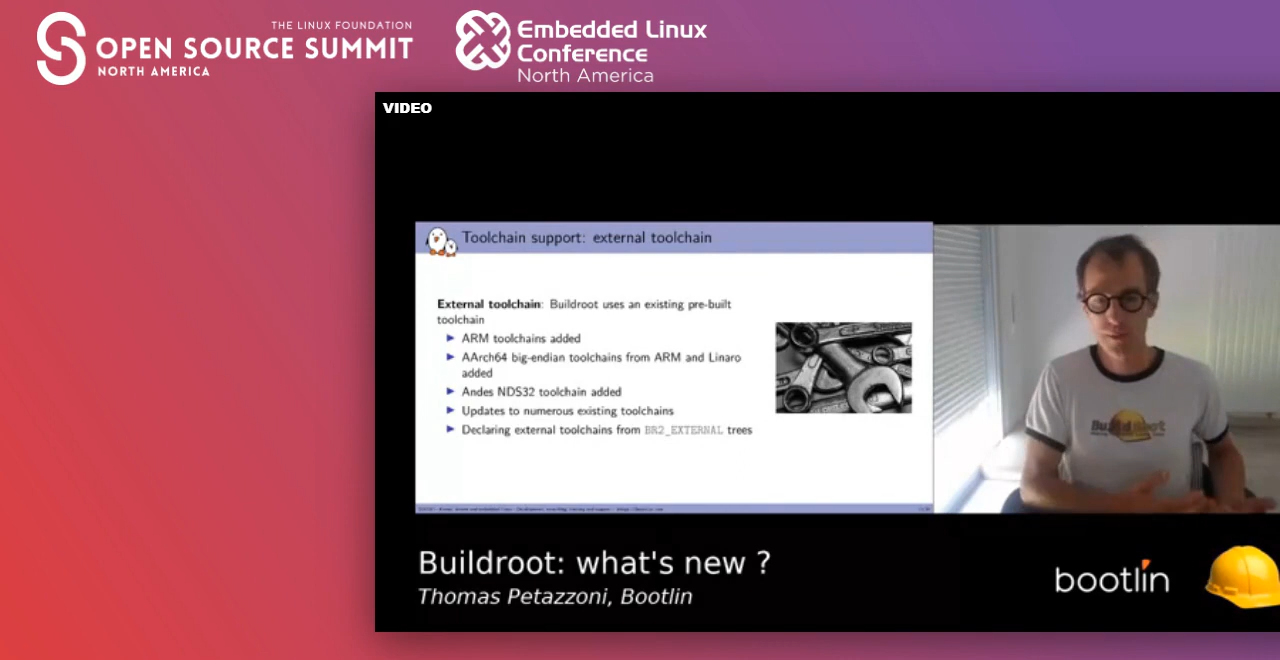 THE LINUX FOUNDATION
OPEN SOURCE SUMMIT
NORTH AMERICA
Embedded Linux
Conference
North America
VIDEO
Toolchain support: external toolchain
External toolchain: Buildroot uses an existing pre-built
toolchain
ARM toolchains added
AArch64 big-endian toolchains from ARM and Linaro
added
Andes NDS32 toolchain added
Updates to numerous existing toolchains
Declaring external toolchains from BR2_EXTERNAL trees
Buildroot
Buildroot: what's new ?
Thomas Petazzoni, Bootlin
bootlin